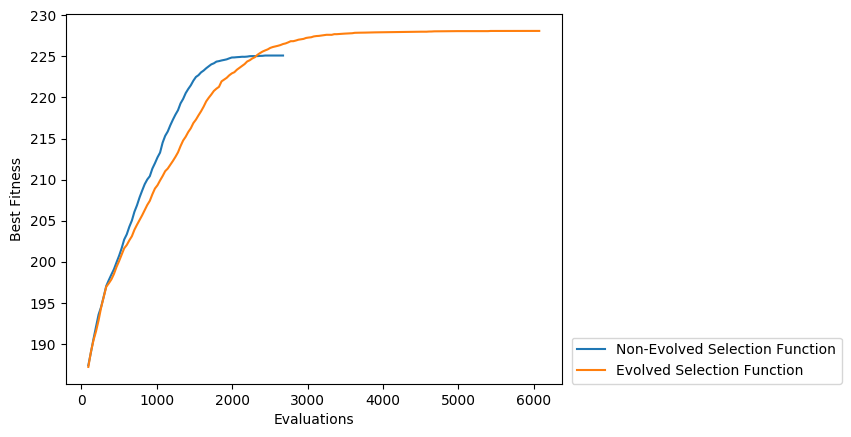 230
225
220
215
210
205
200
195
190
Best Fitness
0 1000 2000 3000 4000 5000 6000
Evaluations
Non-Evolved Selection Function
Evolved Selection Function